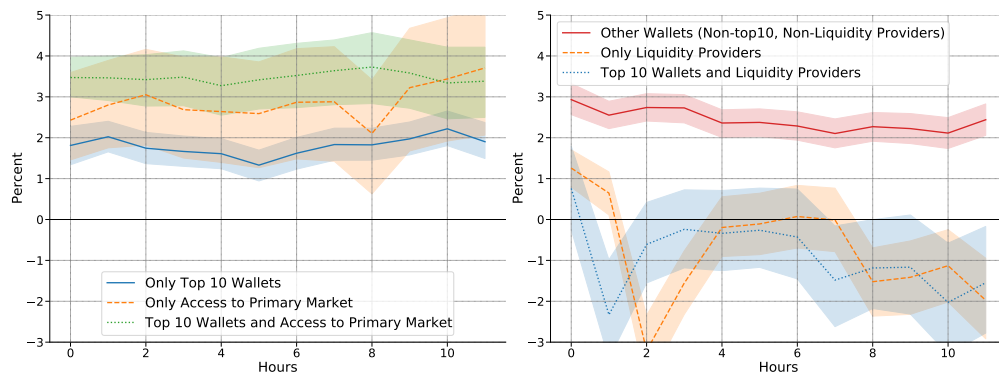 5
4
3
2
1
0
−1
−2
−3
Percent
Only Top 10 Wallets
Only Access to Primary Market
Top 10 Wallets and Access to Primary Market
0 2 4 6 8 10
Hours
5
4
3
2
1
0
−1
−2
−3
Percent
Other Wallets (Non-top10, Non-Liquidity Providers)
Only Liquidity Providers
Top 10 Wallets and Liquidity Providers
0 2 4 6 8 10
Hours